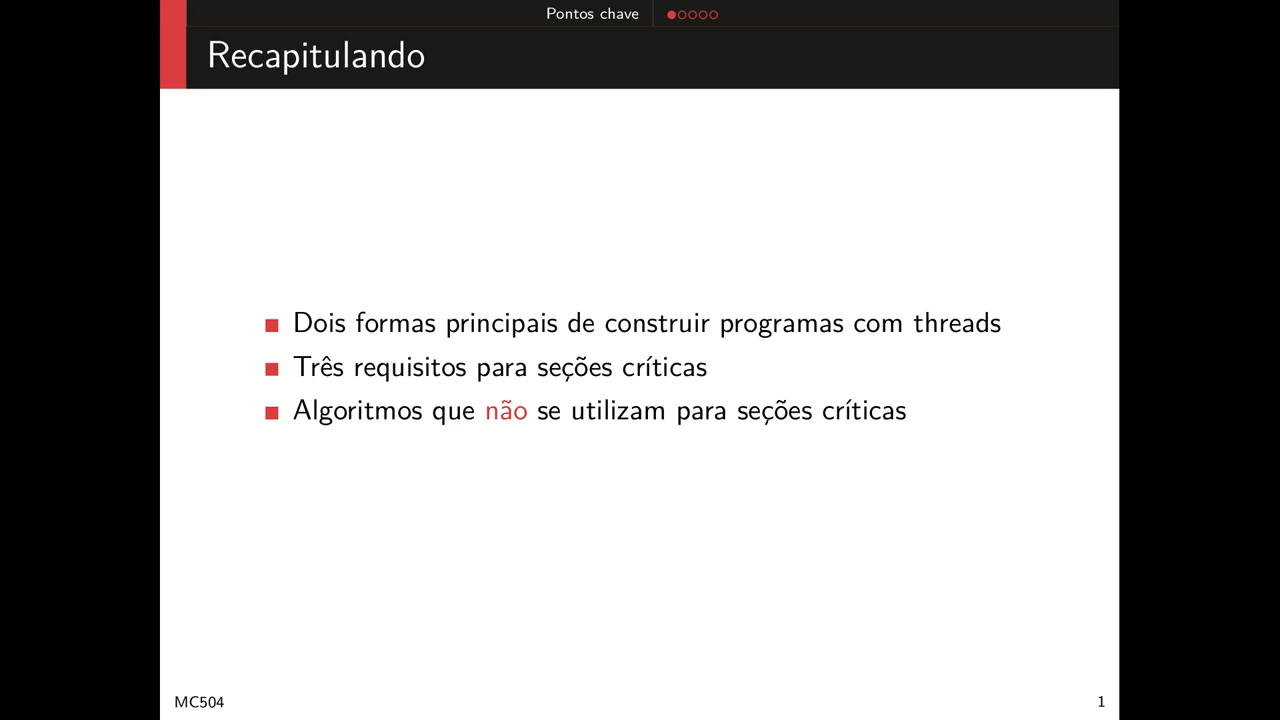 Pontos chave
Recapitulando
Dois formas principais de construir programas com threads
Três requisitos para seções críticas
Algoritmos que não se utilizam para seções críticas
MC504
1